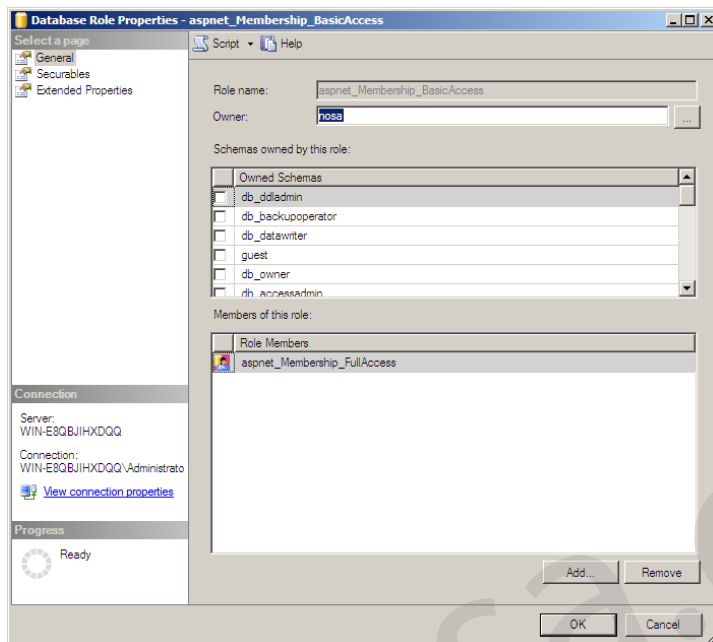 Database Role Properties - aspnet_Membership_BasicAccess
Select a page
General
Securables
Extended Properties
Script
Help
Role name: aspnet_Membership_BasicAccess
Owner: nosa
...
Schemas owned by this role:
Owned Schemas
db_ddladmin
db_backupoperator
db_datawriter
guest
db_owner
db_accessadmin
Members of this role:
Role Members
aspnet_Membership_FullAccess
Connection
Server:
WIN-E8QBJIHXDQQ
Connection:
WIN-E8QBJIHXDQQ\Administrato
View connection properties
Progress
Ready
Add...
Remove
OK
Cancel